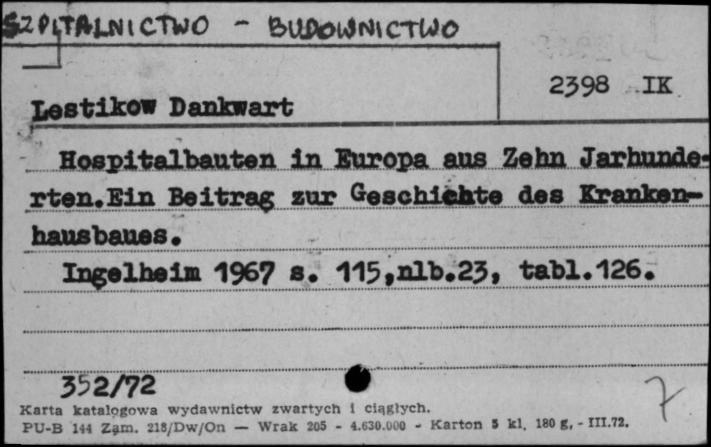 SZPITALNICTWO - BUDOWNICTWO
2398 IK
Lestikow Dankwart
Hospitalbauten in Europa aus Zehn Jarhunde-
rten.Ein Beitrag zur Geschichte des Kranken-
hausbaues.
Ingelheim 1967 s. 115,nlb.23, tabl.126.
352/72
7
Karta katalogowa wydawnictw zwartych i ciągłych.
PU-B 144 Zam. 218/Dw/On — Wrak 205 - 4.630.000 - Karton 5 kl. 180 g. - III.72.